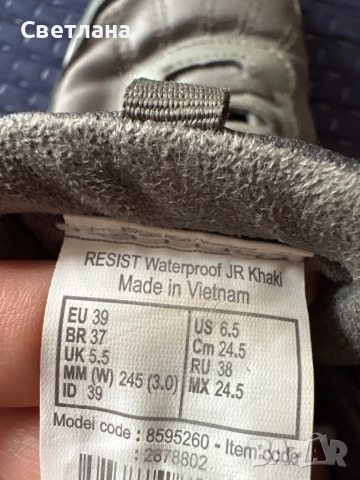 Светлана
RESIST Waterproof JR Khaki
Made in Vietnam
EU 39
BR 37
UK 5.5
MM (W) 245 (3.0)
ID 39
US 6.5
Cm 24.5
RU 38
MX 24.5
Model code : 8595260 - Item code
: 2878802